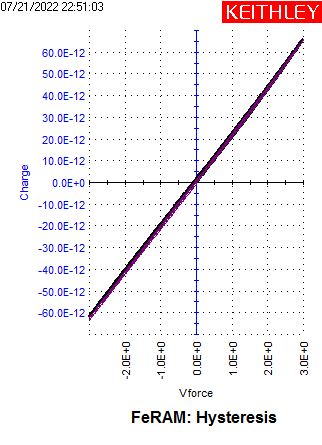 07/21/2022 22:51:03
KEITHLEY
60.0E-12
50.0E-12
40.0E-12
30.0E-12
20.0E-12
10.0E-12
0.0E+0
-10.0E-12
-20.0E-12
-30.0E-12
-40.0E-12
-50.0E-12
-60.0E-12
Charge
-2.0E+0
-1.0E+0
0.0E+0
1.0E+0
2.0E+0
3.0E+0
Vforce
FeRAM: Hysteresis